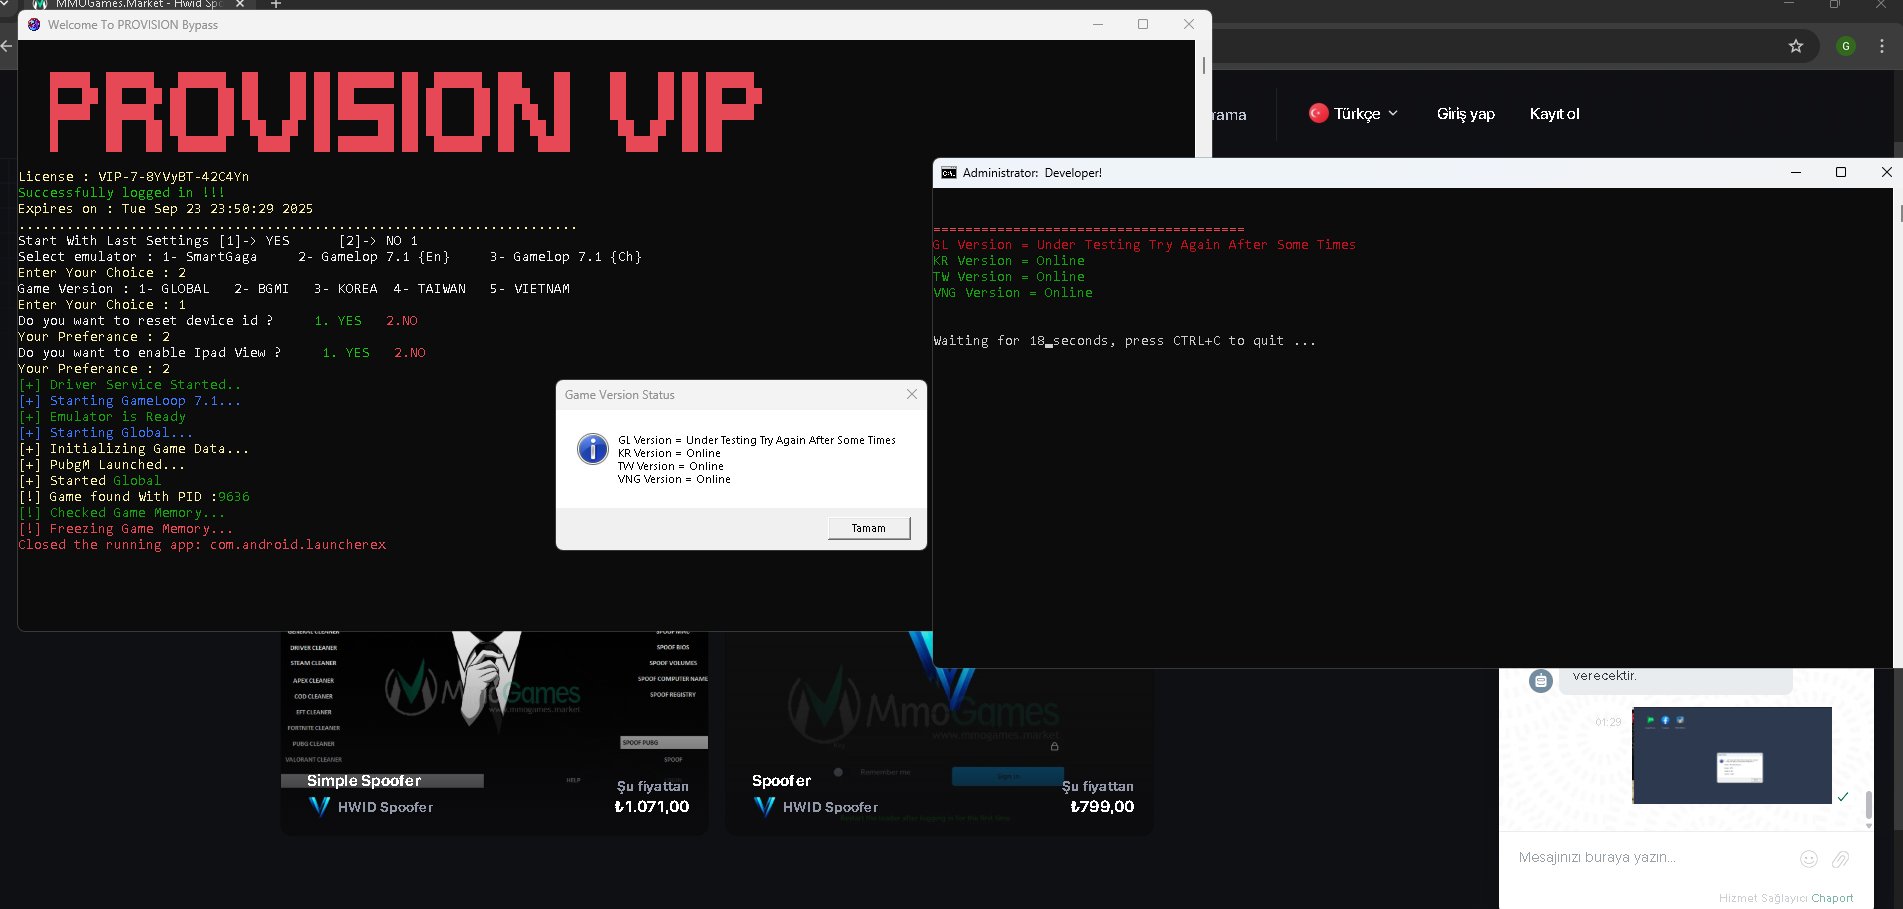 MMOGames.Market - Hwid Spo
Welcome To PROVISION Bypass
G
PROVISION VIP
rama
Türkçe
Giriş yap
Kayıt ol
License : VIP-7-8YVyBT-42C4Yn
Successfully logged in !!!
Expires on : Tue Sep 23 23:50:29 2025
......................................................................
Start With Last Settings [1]-> YES      [2]-> NO 1
Select emulator : 1- SmartGaga     2- Gamelop 7.1 {En}     3- Gamelop 7.1 {Ch}
Enter Your Choice : 2
Game Version : 1- GLOBAL   2- BGMI   3- KOREA  4- TAIWAN   5- VIETNAM
Enter Your Choice : 1
Do you want to reset device id ?     1. YES   2.NO
Your Preferance : 2
Do you want to enable Ipad View ?     1. YES   2.NO
Your Preferance : 2
[+] Driver Service Started..
[+] Starting GameLoop 7.1...
[+] Emulator is Ready
[+] Starting Global...
[+] Initializing Game Data...
[+] PubgM Launched...
[+] Started Global
[!] Game found With PID :9636
[!] Checked Game Memory...
[!] Freezing Game Memory...
Closed the running app: com.android.launcherex
Administrator:  Developer!
=======================================
GL Version = Under Testing Try Again After Some Times
KR Version = Online
TW Version = Online
VNG Version = Online
Waiting for 18 seconds, press CTRL+C to quit ...
Game Version Status
GL Version = Under Testing Try Again After Some Times
KR Version = Online
TW Version = Online
VNG Version = Online
Tamam
GENERAL CLEANER
DRIVER CLEANER
STEAM CLEANER
APEX CLEANER
COD CLEANER
EFT CLEANER
FORTNITE CLEANER
PUBG CLEANER
VALORANT CLEANER
SPOOF MAC
SPOOF BIOS
SPOOF VOLUMES
SPOOF COMPUTER NAME
SPOOF REGISTRY
SPOOF PUBG
SPOOF
HELP
MmoGames
www.mmogames.market
Simple Spoofer
HWID Spoofer
Şu fiyattan
₺1.071,00
MmoGames
www.mmogames.market
Key
Remember me
Sign in
Restart the loader after logging in for the first time
Spoofer
HWID Spoofer
Şu fiyattan
₺799,00
verecektir.
01:29
Mesajınızı buraya yazın...
Hizmet Sağlayıcı Chaport